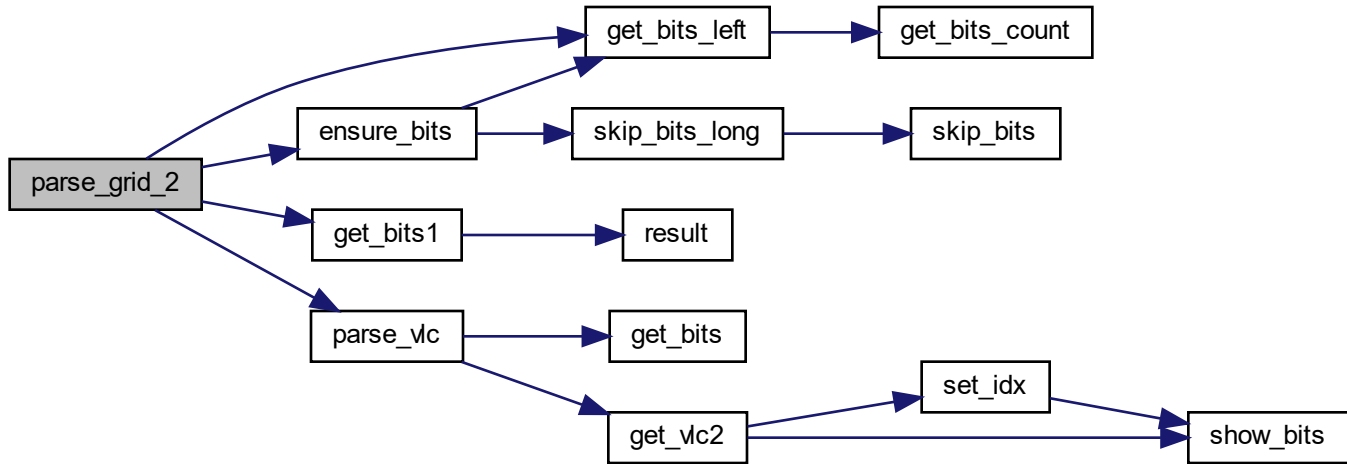 get_bits_left
get_bits_count
ensure_bits
skip_bits_long
skip_bits
parse_grid_2
get_bits1
result
parse_vlc
get_bits
set_idx
get_vlc2
show_bits